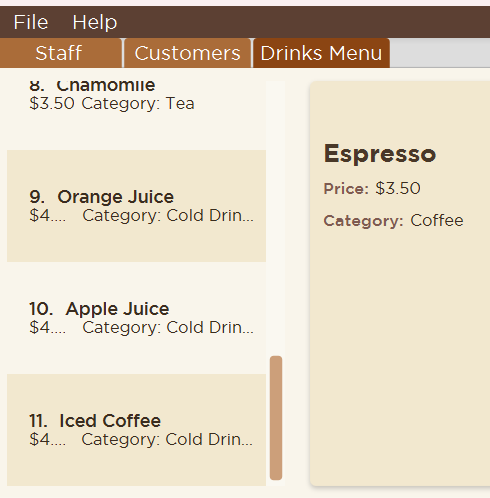 File Help
Staff Customers Drinks Menu
8. Chamomile
$3.50 Category: Tea
9. Orange Juice
$4.... Category: Cold Drin...
10. Apple Juice
$4.... Category: Cold Drin...
11. Iced Coffee
$4.... Category: Cold Drin...
Espresso
Price: $3.50
Category: Coffee